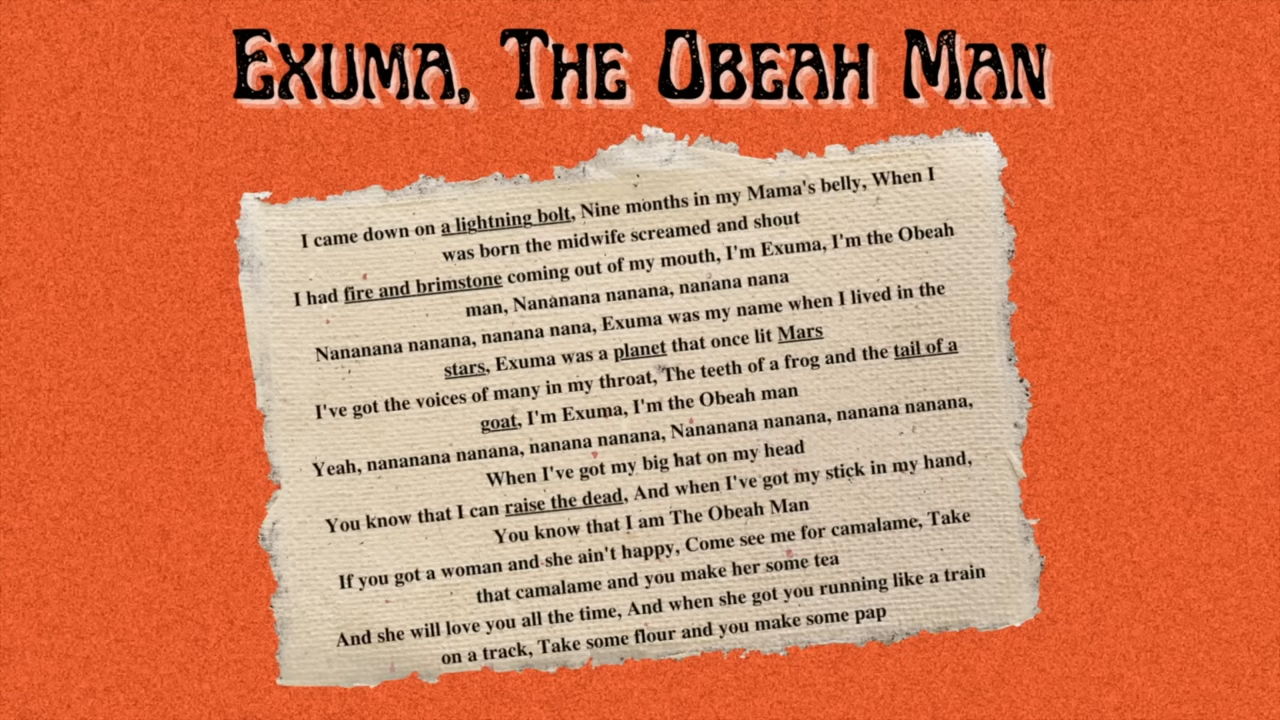 Exuma, The Obeah Man
I came down on a lightning bolt, Nine months in my Mama's belly, When I
was born the midwife screamed and shout
I had fire and brimstone coming out of my mouth, I'm Exuma, I'm the Obeah
man, Nananana nanana, nanana nana
Nananana nanana, nanana nana, Exuma was my name when I lived in the
stars, Exuma was a planet that once lit Mars
I've got the voices of many in my throat, The teeth of a frog and the tail of a
goat, I'm Exuma, I'm the Obeah man
Yeah, nananana nanana, nanana nanana, Nananana nanana, nanana nanana,
When I've got my big hat on my head
You know that I can raise the dead, And when I've got my stick in my hand,
You know that I am The Obeah Man
If you got a woman and she ain't happy, Come see me for camalame, Take
that camalame and you make her some tea
And she will love you all the time, And when she got you running like a train
on a track, Take some flour and you make some pap